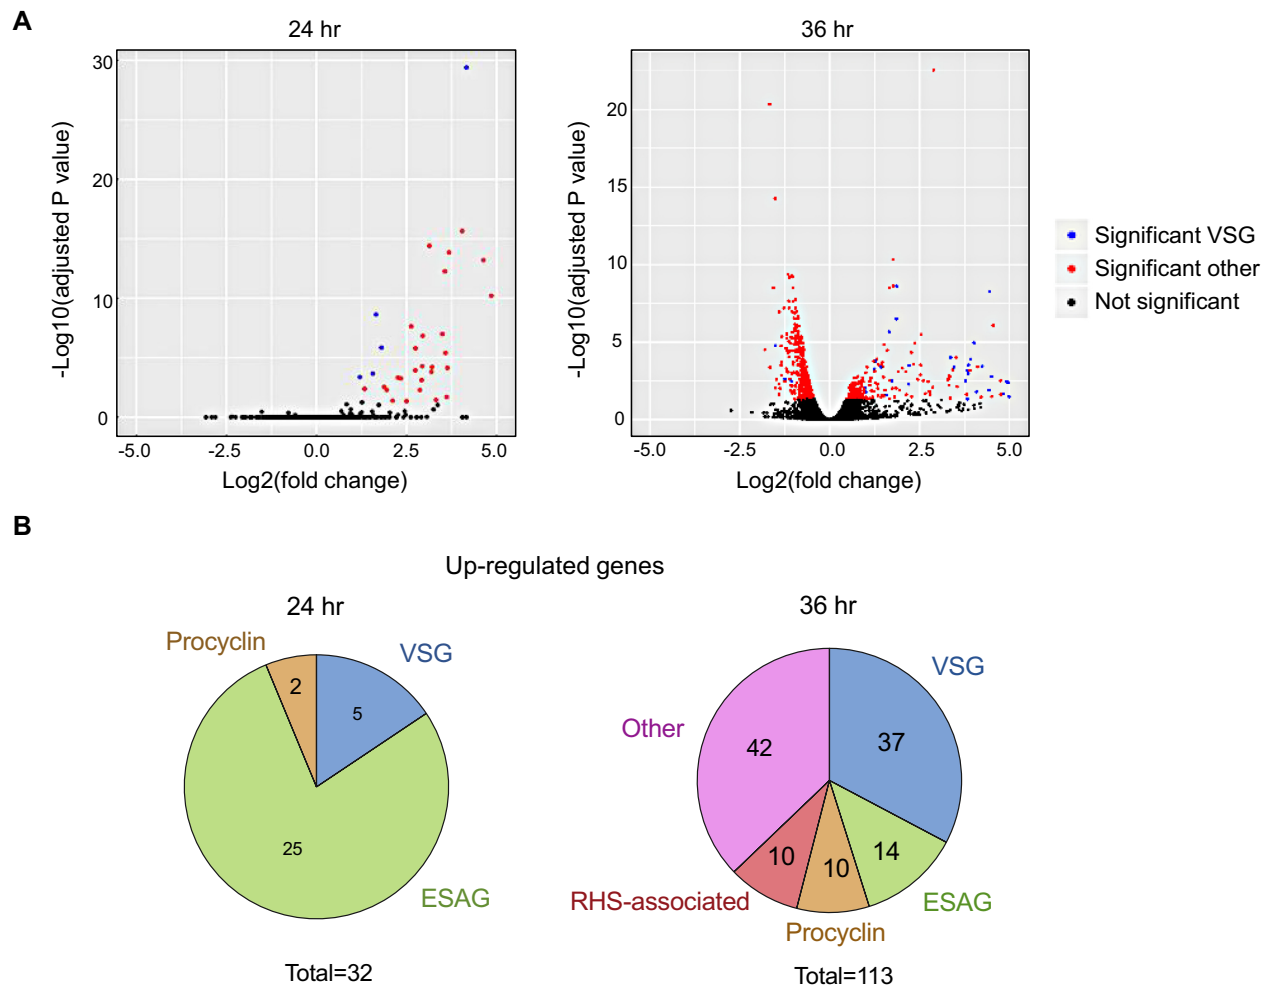 A
24 hr
36 hr
-Log10(adjusted P value)
30
20
10
0
-5.0 -2.5 0.0 2.5 5.0
Log2(fold change)
-Log10(adjusted P value)
20
15
10
5
0
-5.0 -2.5 0.0 2.5 5.0
Log2(fold change)
Significant VSG
Significant other
Not significant
B
Up-regulated genes
24 hr
Procyclin
VSG
2
5
25
ESAG
Total=32
36 hr
VSG
Other
42
37
10
10
14
RHS-associated
ESAG
Procyclin
Total=113